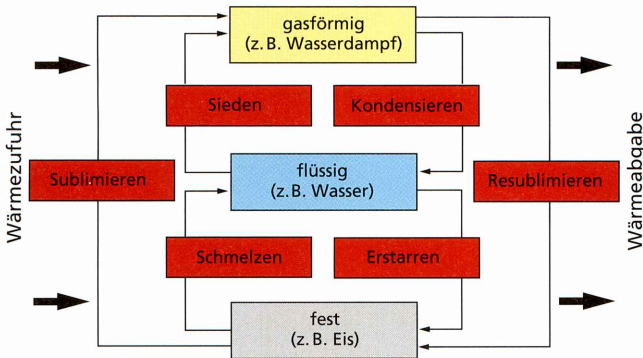 gasförmig
(z. B. Wasserdampf)
Sieden
Kondensieren
Wärmezufuhr
Sublimieren
flüssig
(z. B. Wasser)
Resublimieren
Wärmeabgabe
Schmelzen
Erstarren
fest
(z. B. Eis)